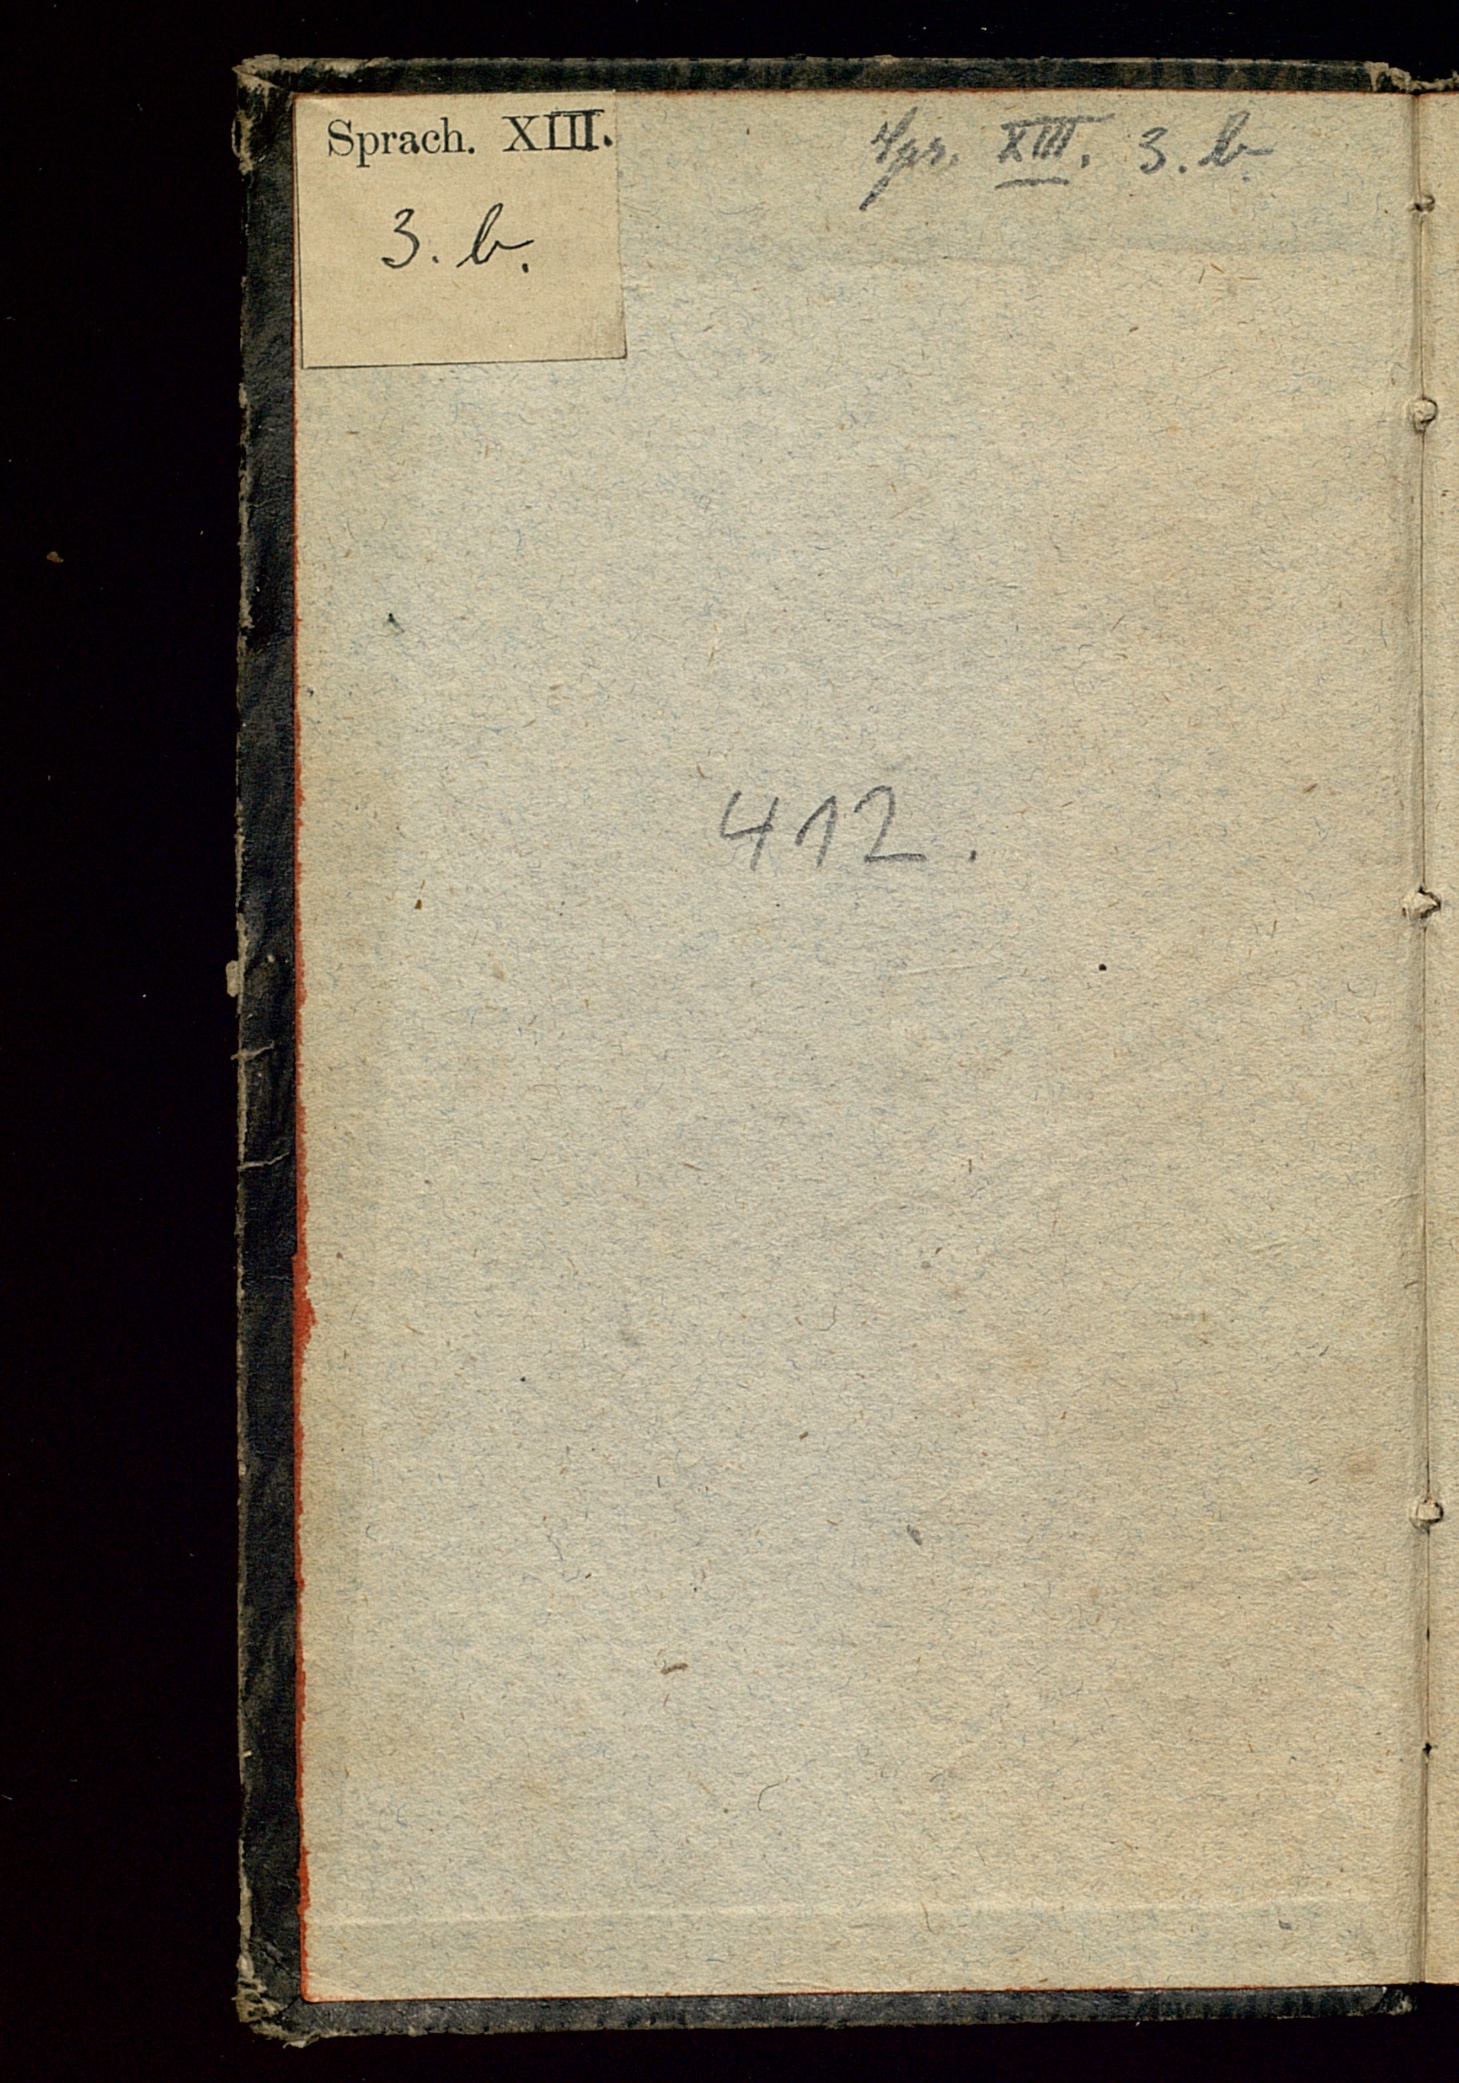 Sprach. XIII.
3. b.
Spr. XIII. 3. b
412.